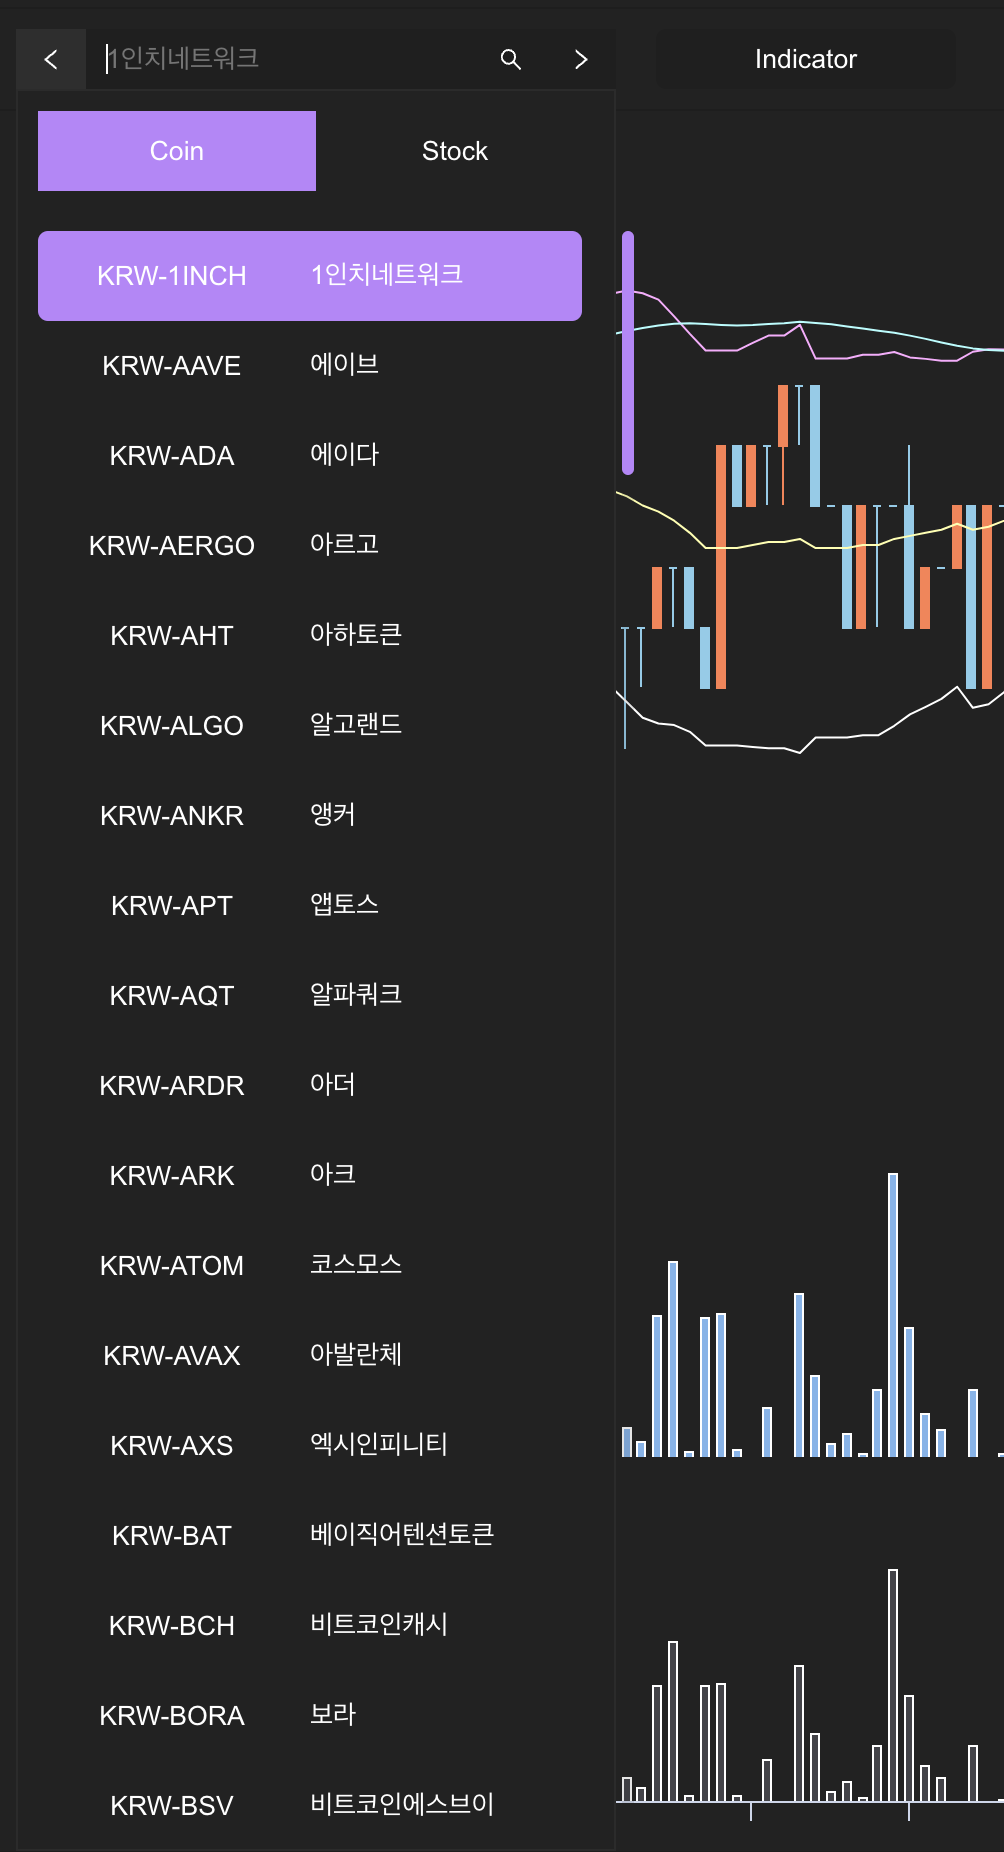 1인치네트워크
Indicator
Coin Stock
KRW-1INCH 1인치네트워크
KRW-AAVE 에이브
KRW-ADA 에이다
KRW-AERGO 아르고
KRW-AHT 아하토큰
KRW-ALGO 알고랜드
KRW-ANKR 앵커
KRW-APT 앱토스
KRW-AQT 알파쿼크
KRW-ARDR 아더
KRW-ARK 아크
KRW-ATOM 코스모스
KRW-AVAX 아발란체
KRW-AXS 엑시인피니티
KRW-BAT 베이직어텐션토큰
KRW-BCH 비트코인캐시
KRW-BORA 보라
KRW-BSV 비트코인에스브이